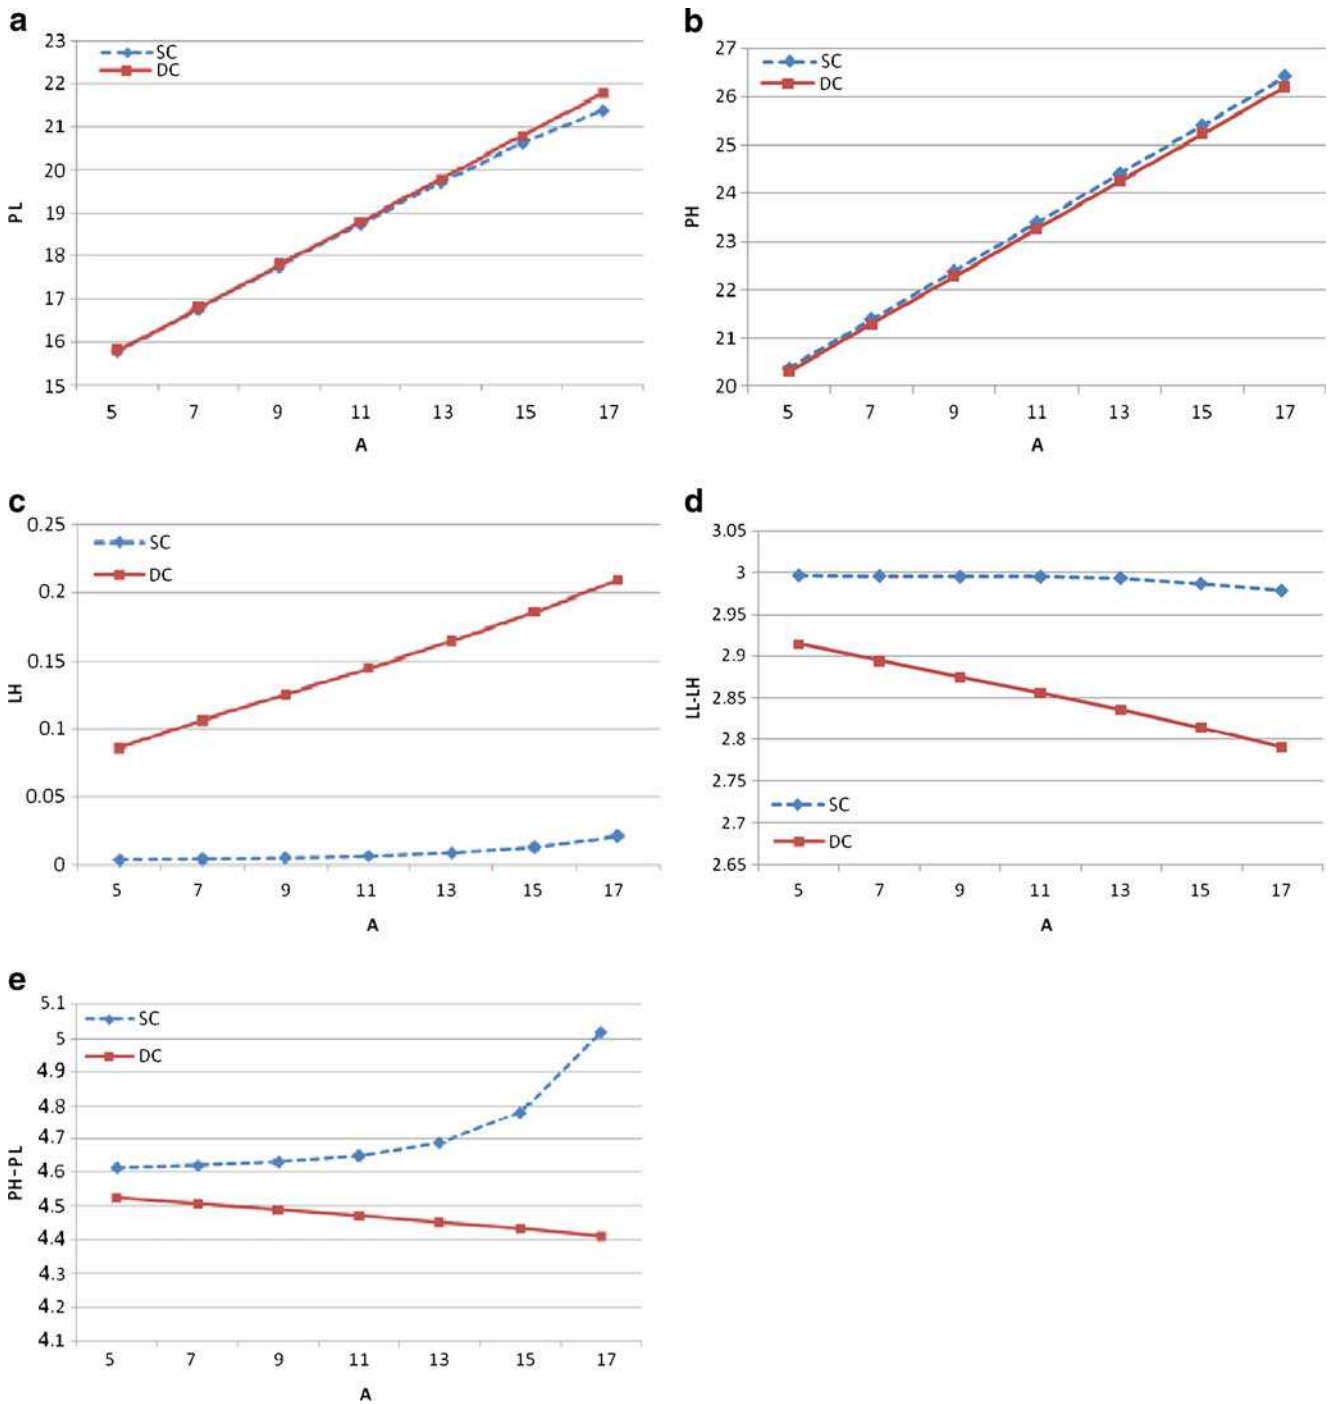 a
23
22
21
20
19
18
17
16
15
PL
SC
DC
5 7 9 11 13 15 17
A
b
27
26
25
24
23
22
21
20
PH
SC
DC
5 7 9 11 13 15 17
A
c
0.25
0.2
0.15
0.1
0.05
0
LH
SC
DC
5 7 9 11 13 15 17
A
d
3.05
3
2.95
2.9
2.85
2.8
2.75
2.7
2.65
LL-LH
SC
DC
5 7 9 11 13 15 17
A
e
5.1
5
4.9
4.8
4.7
4.6
4.5
4.4
4.3
4.2
4.1
PH-PL
SC
DC
5 7 9 11 13 15 17
A